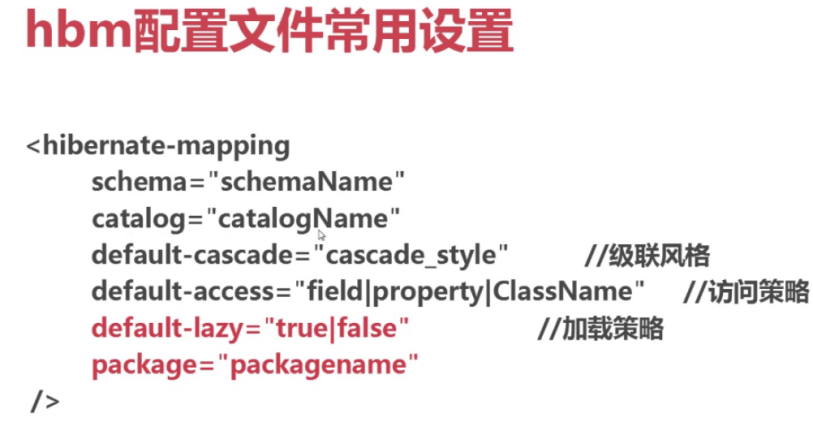 hbm配置文件常用设置
<hibernate-mapping
schema="schemaName"
catalog="catalogName"
default-cascade="cascade_style" //级联风格
default-access="field|property|ClassName" //访问策略
default-lazy="true|false" //加载策略
package="packagename"
/>